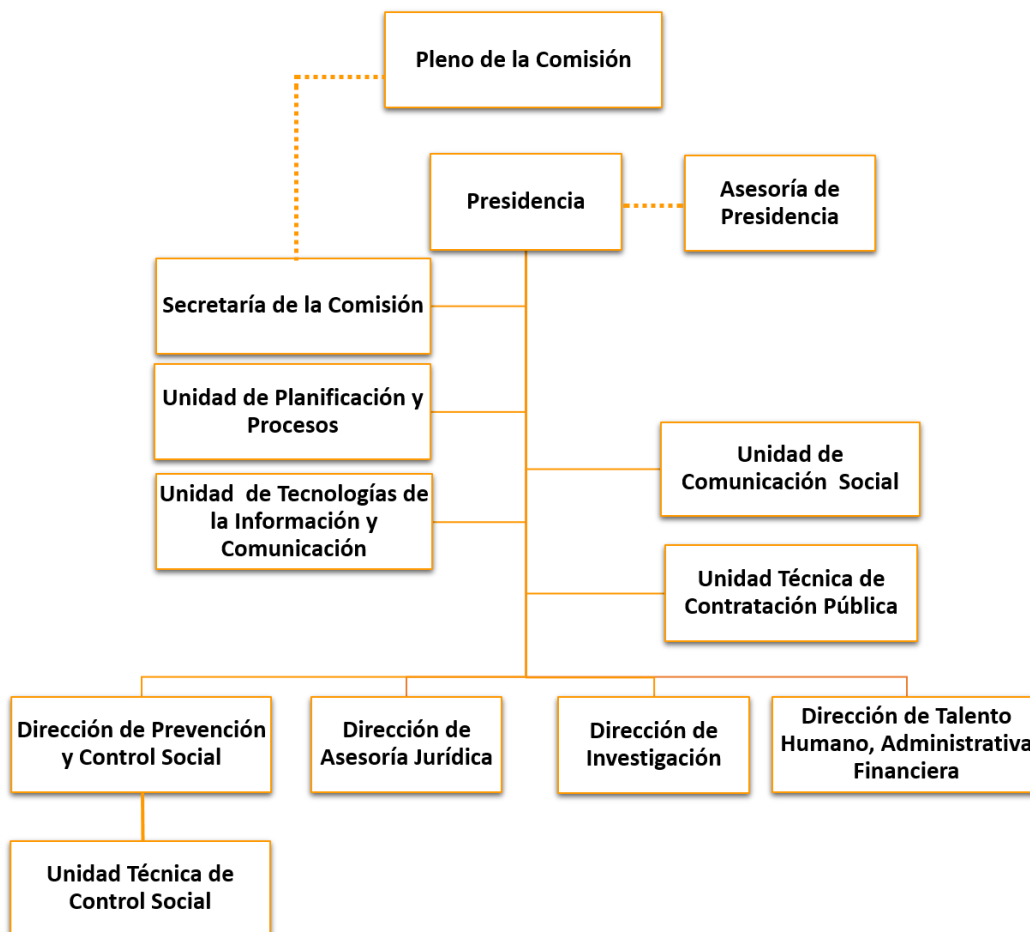 Pleno de la Comisión
Presidencia
Asesoría de
Presidencia
Secretaría de la Comisión
Unidad de Planificación y
Procesos
Unidad de Tecnologías de
la Información y
Comunicación
Unidad de
Comunicación Social
Unidad Técnica de
Contratación Pública
Dirección de Prevención
y Control Social
Dirección de
Asesoría Jurídica
Dirección de
Investigación
Dirección de Talento
Humano, Administrativa
Financiera
Unidad Técnica de
Control Social